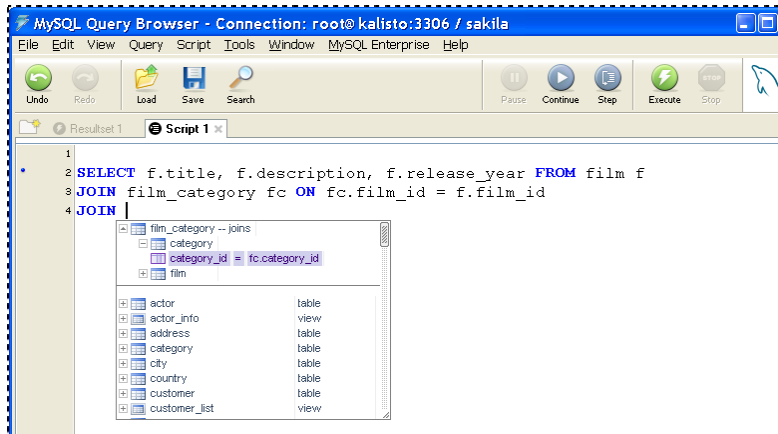 MySQL Query Browser - Connection: root@kalisto:3306 / sakila
File Edit View Query Script Tools Window MySQL Enterprise Help
Undo Redo Load Save Search Pause Continue Step Execute Stop
STOP
Resultset 1 Script 1
1
2 SELECT f.title, f.description, f.release_year FROM film f
3 JOIN film_category fc ON fc.film_id = f.film_id
4 JOIN
film_category -- joins
category
category_id = fc.category_id
film
actor table
actor_info view
address table
category table
city table
country table
customer table
customer_list view